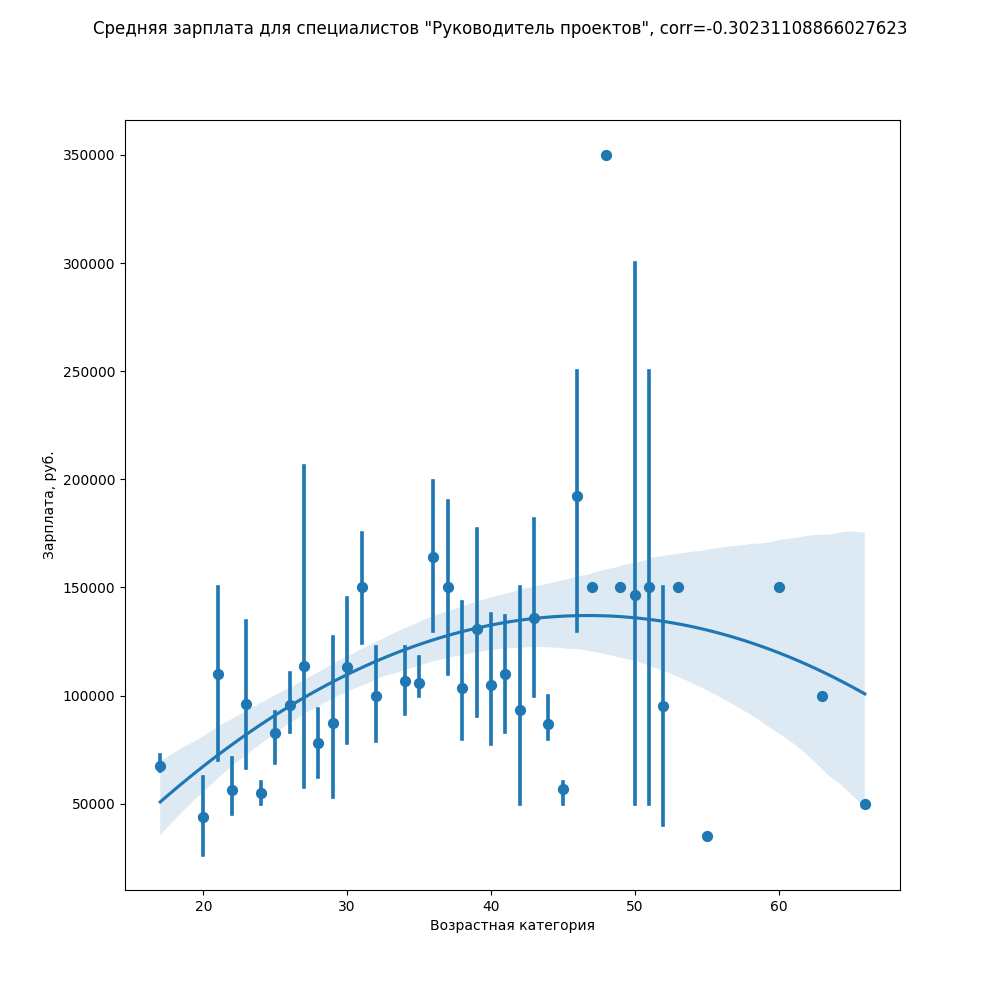 Средняя зарплата для специалистов "Руководитель проектов", corr=-0.30231108866027623
350000
300000
250000
200000
150000
100000
50000
Зарплата, руб.
20 30 40 50 60
Возрастная категория